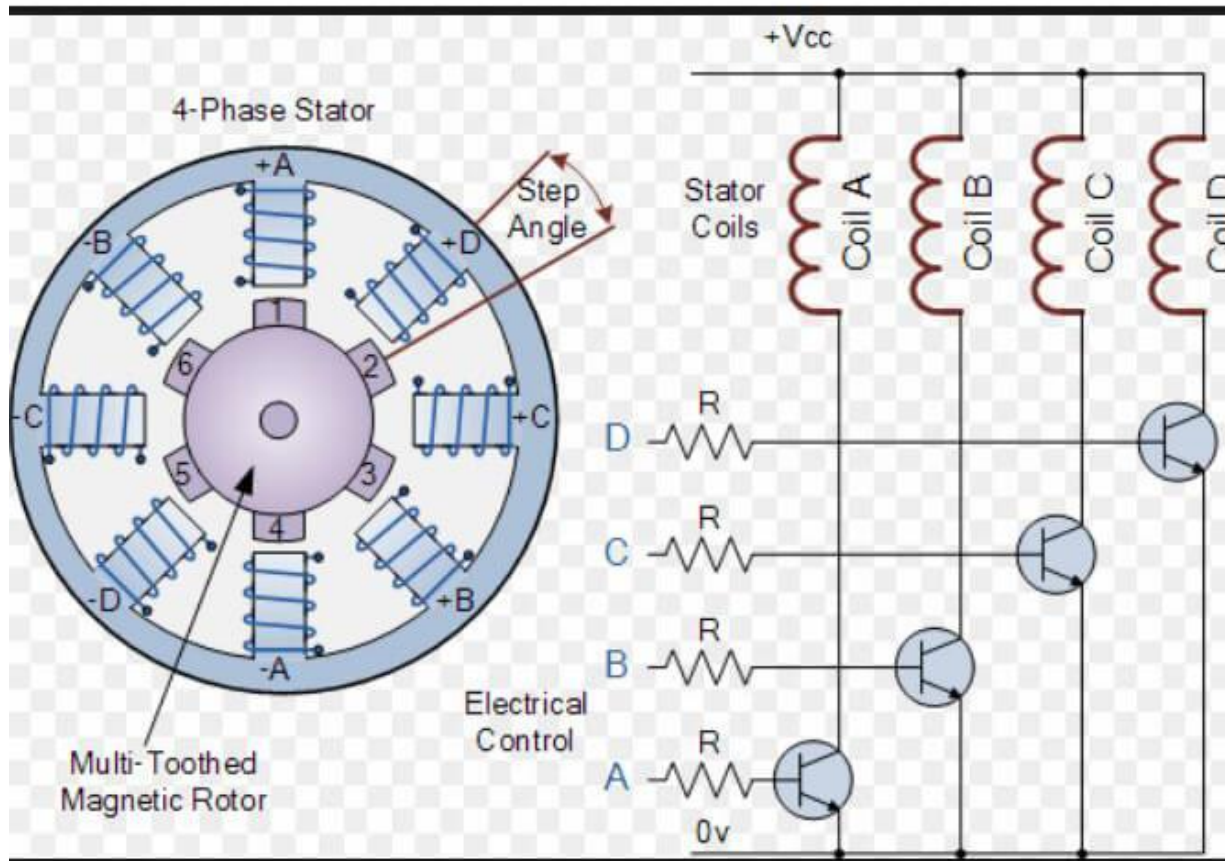 4-Phase Stator
+A
-B
+D
-C
+C
-D
+B
-A
1
2
3
4
5
6
Step
Angle
Multi-Toothed
Magnetic Rotor
+Vcc
Stator
Coils
Coil A
Coil B
Coil C
Coil D
D
R
C
R
B
R
A
R
Electrical
Control
0v